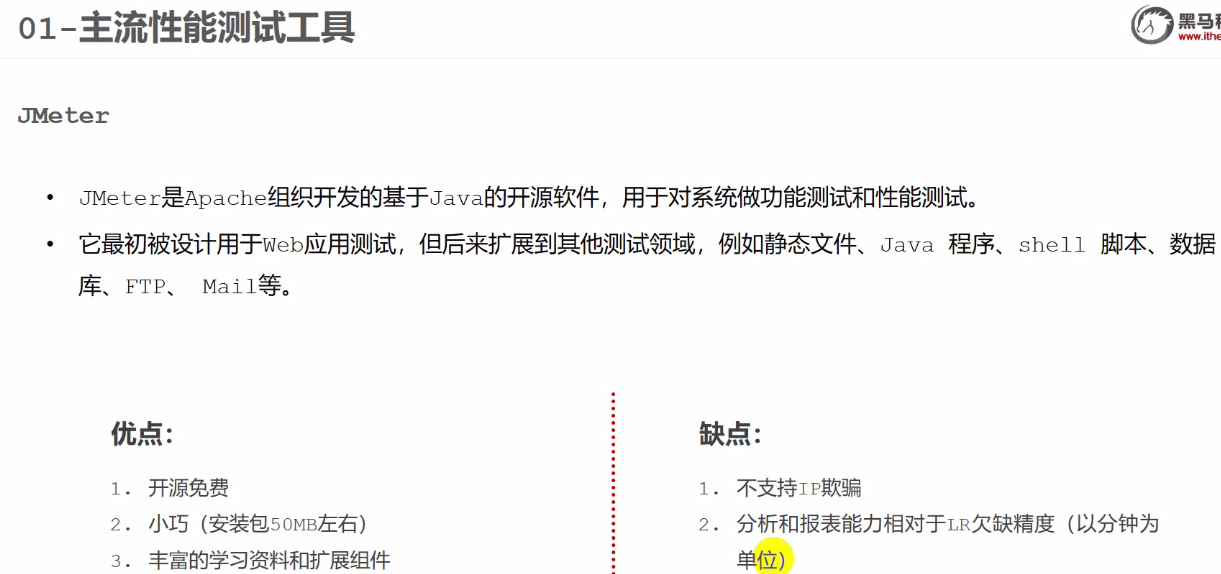 01-主流性能测试工具
黑马程
www.ithe
JMeter
• JMeter是Apache组织开发的基于Java的开源软件，用于对系统做功能测试和性能测试。
• 它最初被设计用于Web应用测试，但后来扩展到其他测试领域，例如静态文件、Java 程序、shell 脚本、数据
库、FTP、 Mail等。
优点：
1. 开源免费
2. 小巧（安装包50MB左右）
3. 丰富的学习资料和扩展组件
缺点：
1. 不支持IP欺骗
2. 分析和报表能力相对于LR欠缺精度（以分钟为
单位）